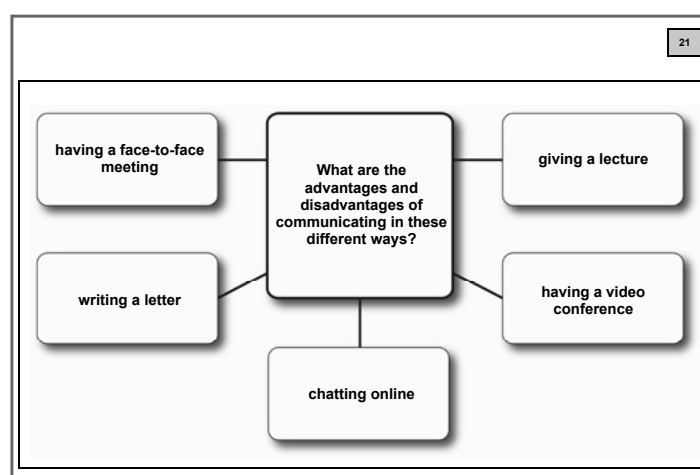 21
having a face-to-face
meeting
What are the
advantages and
disadvantages of
communicating in these
different ways?
giving a lecture
writing a letter
having a video
conference
chatting online